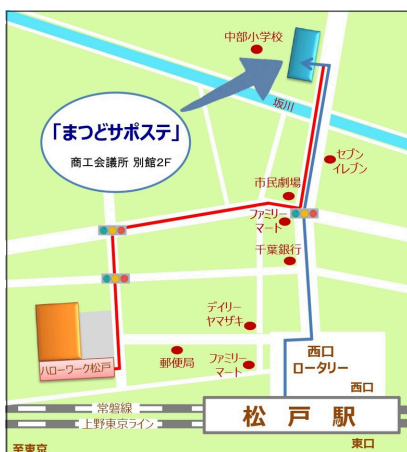 中部小学校
坂川
「まつどサポステ」
商工会議所 別館2F
セブン
イレブン
市民劇場
ファミリー
マート
千葉銀行
デイリー
ヤマザキ
ハローワーク松戸
郵便局
ファミリー
マート
西口
ロータリー
西口
常磐線
上野東京ライン
松戸駅
至東京
東口